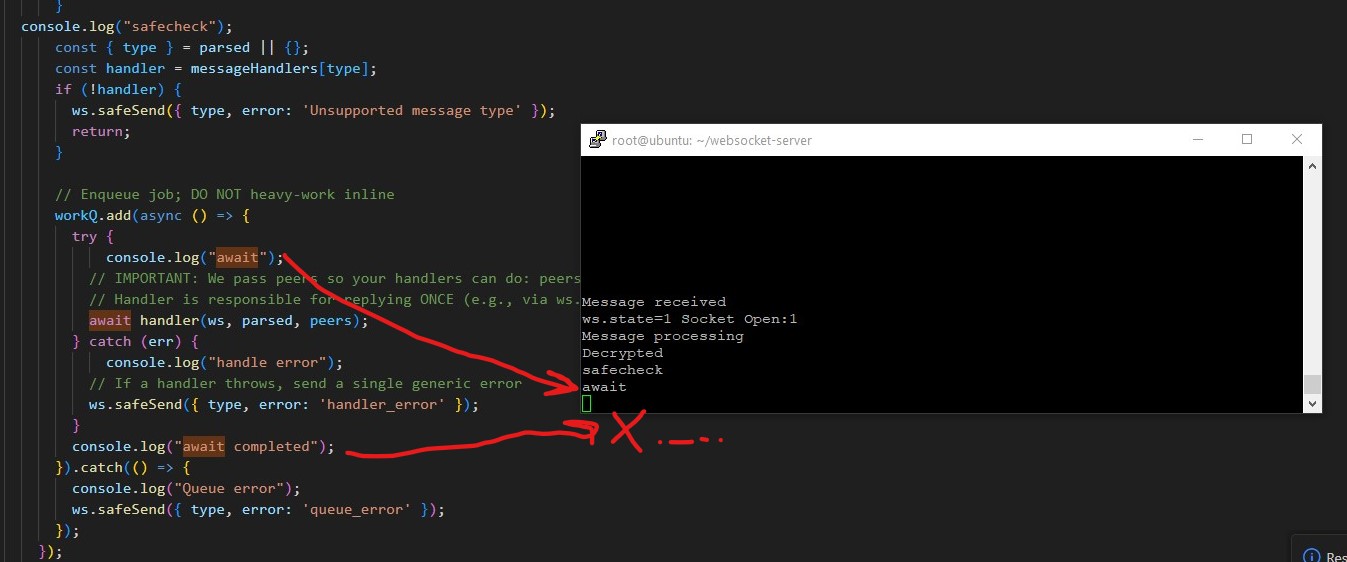 }
console.log("safecheck");
const { type } = parsed || {};
const handler = messageHandlers[type];
if (!handler) {
ws.safeSend({ type, error: 'Unsupported message type' });
return;
}
// Enqueue job; DO NOT heavy-work inline
workQ.add(async () => {
try {
console.log("await");
// IMPORTANT: We pass peers so your handlers can do: peers
// Handler is responsible for replying ONCE (e.g., via ws.
await handler(ws, parsed, peers);
} catch (err) {
console.log("handle error");
// If a handler throws, send a single generic error
ws.safeSend({ type, error: 'handler_error' });
}
console.log("await completed");
}).catch(() => {
console.log("Queue error");
ws.safeSend({ type, error: 'queue_error' });
});
});
root@ubuntu: ~/websocket-server
Message received
ws.state=1 Socket Open:1
Message processing
Decrypted
safecheck
await
X
Res